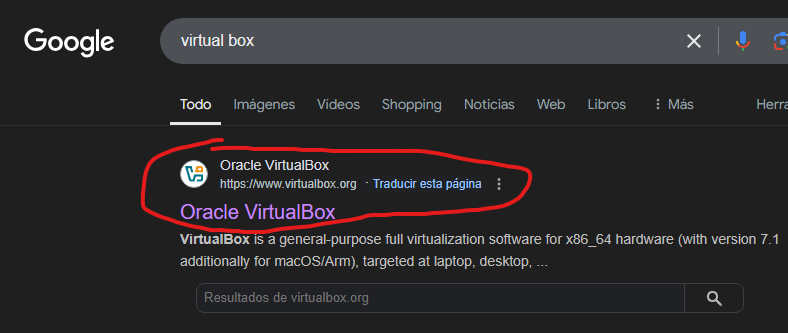 Google
virtual box
Todo Imágenes Videos Shopping Noticias Web Libros Más Herra
Oracle VirtualBox
https://www.virtualbox.org · Traducir esta página
Oracle VirtualBox
VirtualBox is a general-purpose full virtualization software for x86_64 hardware (with version 7.1
additionally for macOS/Arm), targeted at laptop, desktop, ...
Resultados de virtualbox.org